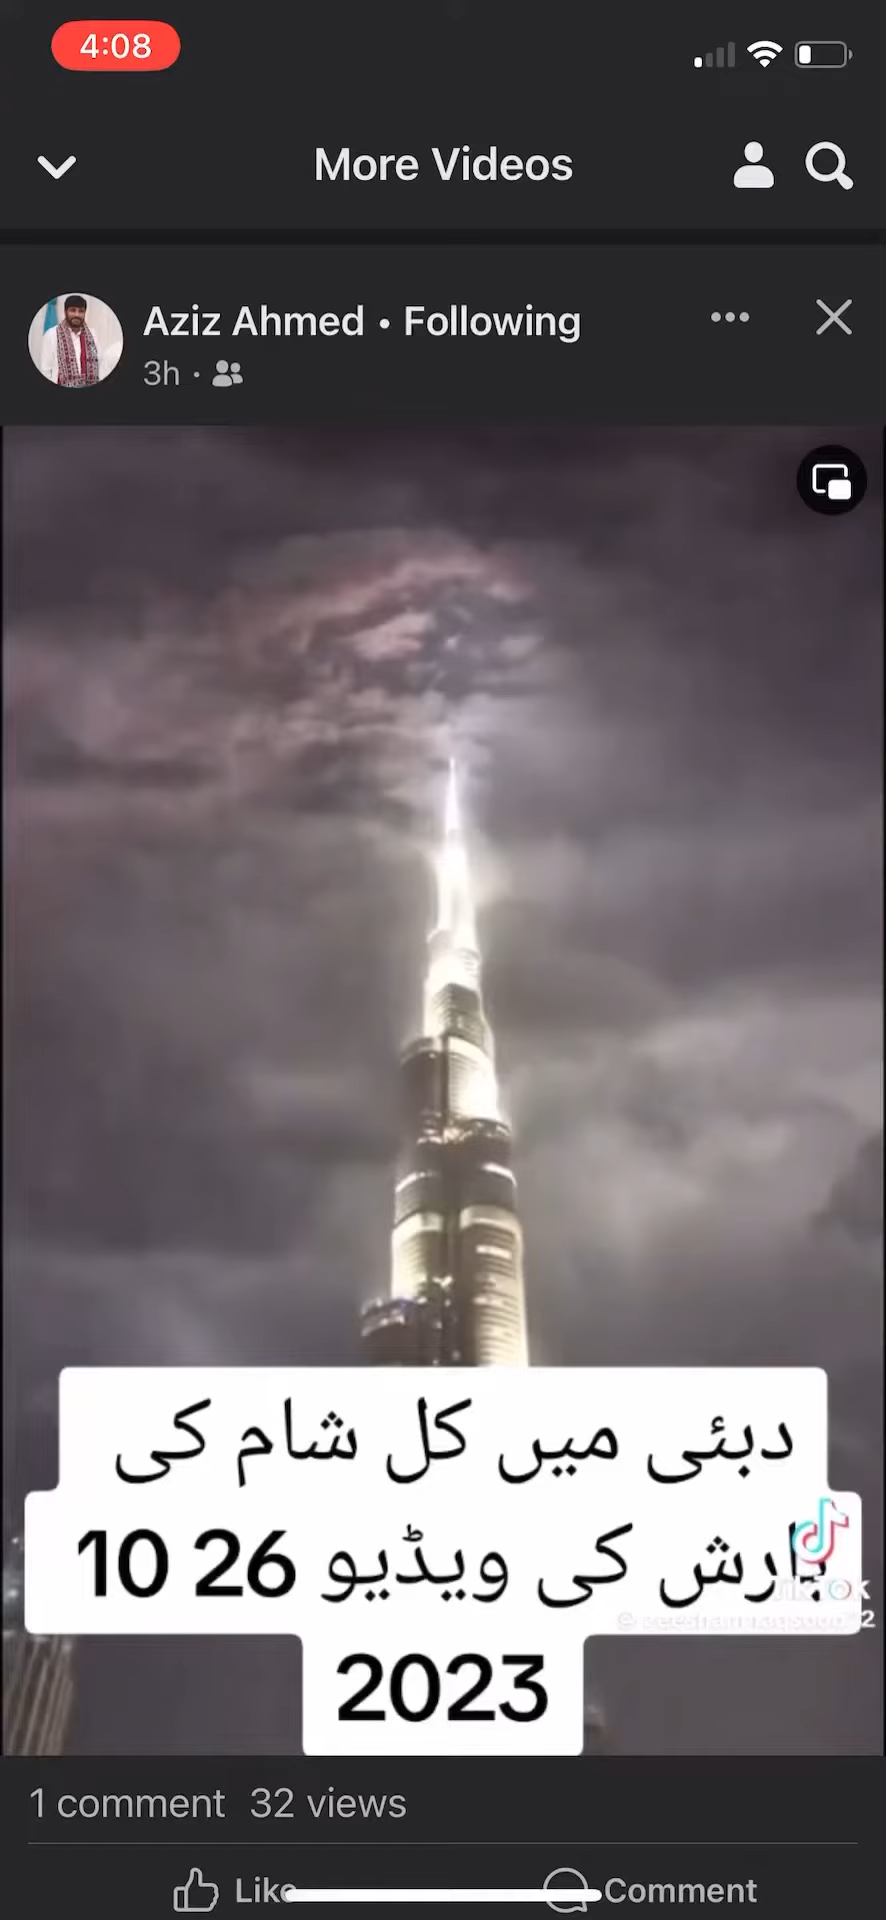 4:08
More Videos
Aziz Ahmed • Following
3h
دبئی میں کل شام کی
بارش کی ویڈیو 26 10
2023
TikTok
1 comment 32 views
Like Comment